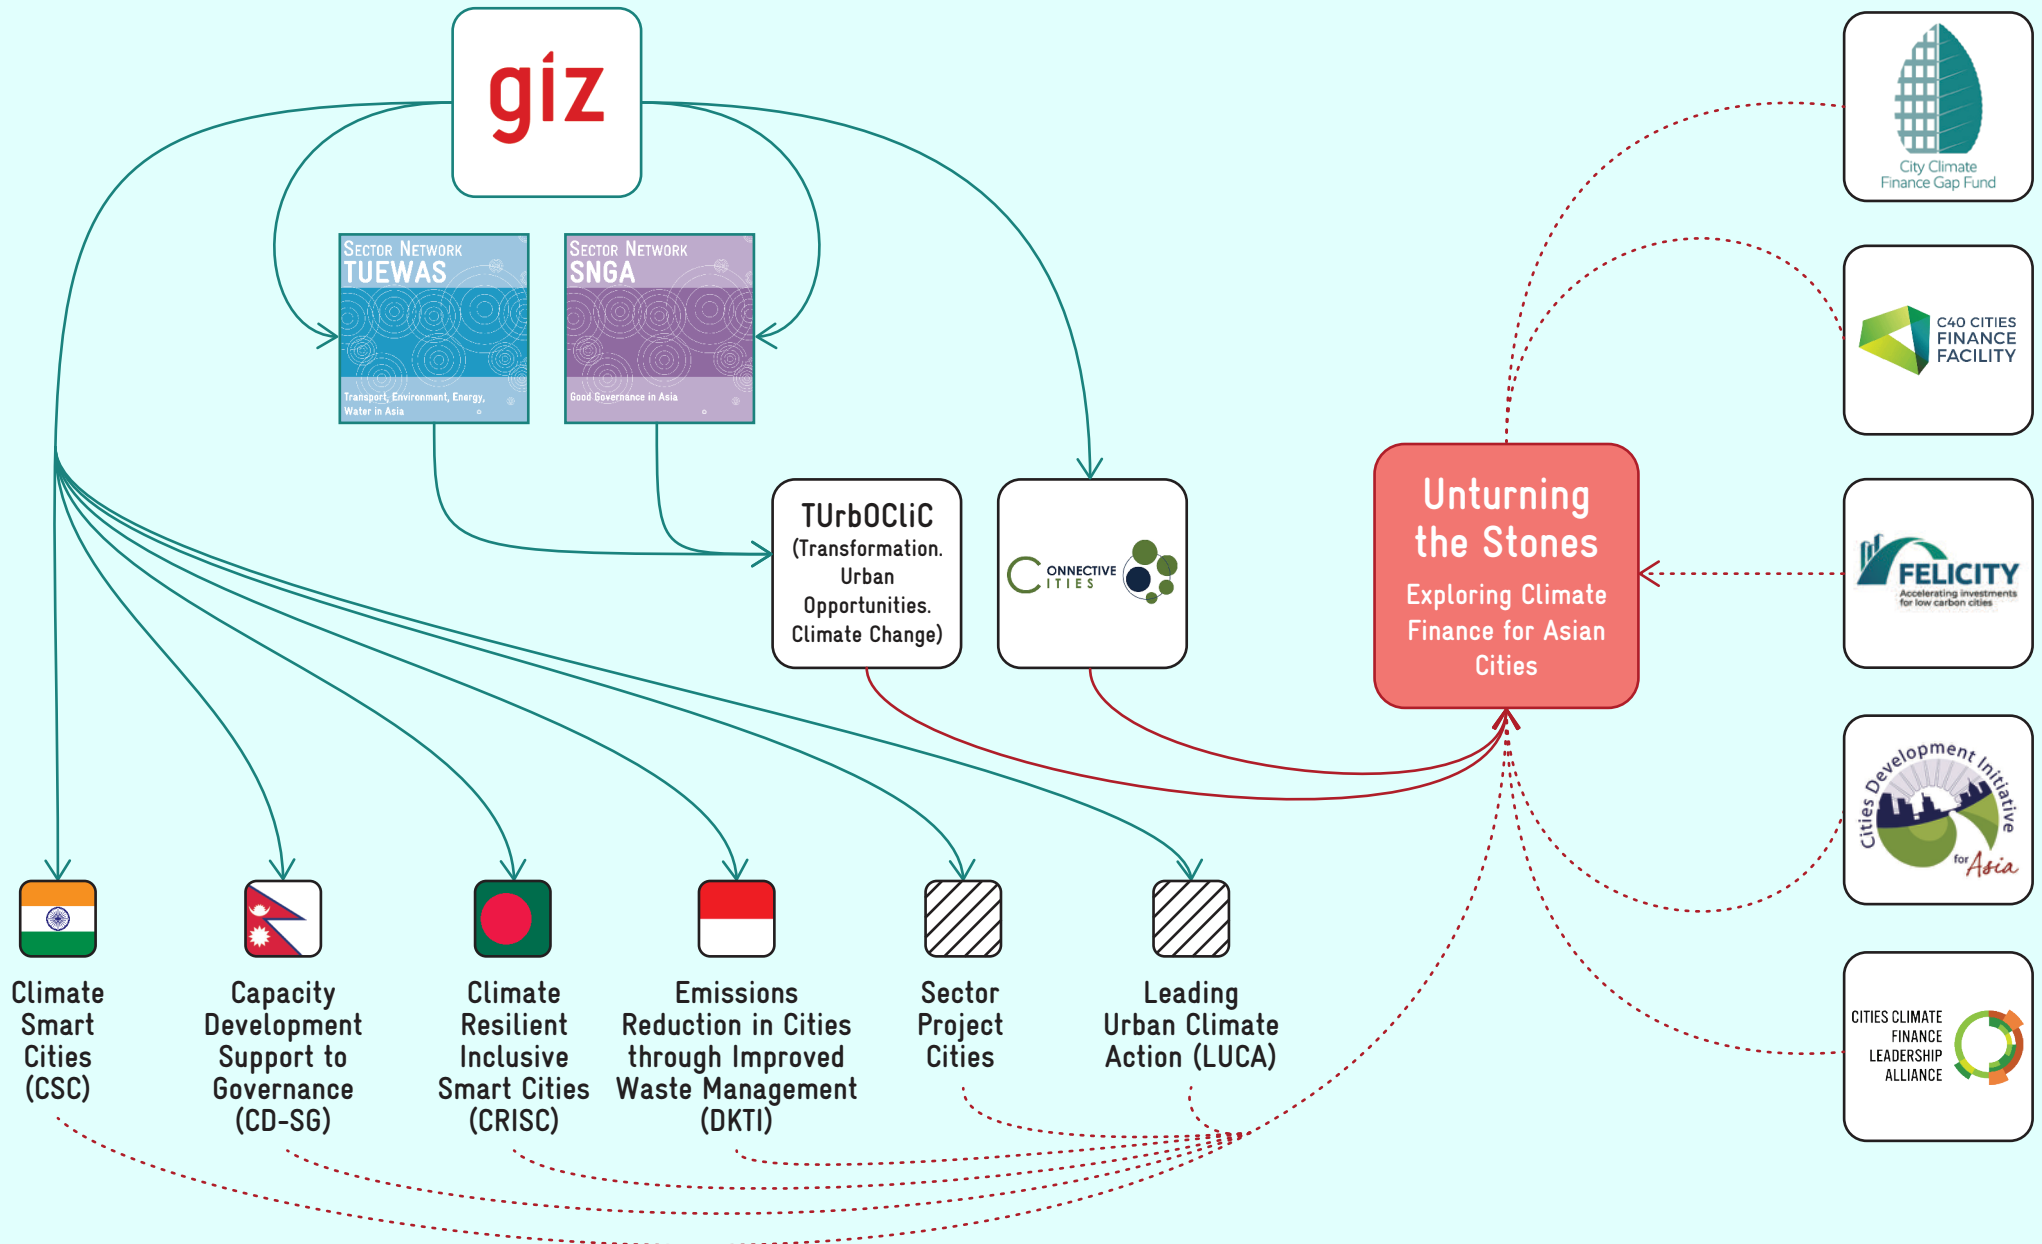 giz
SECTOR NETWORK
TUEWAS
Transport, Environment, Energy,
Water in Asia
SECTOR NETWORK
SNGA
Good Governance in Asia
TUrbOCliC
(Transformation.
Urban
Opportunities.
Climate Change)
CONNECTIVE
CITIES
Unturning
the Stones
Exploring Climate
Finance for Asian
Cities
City Climate
Finance Gap Fund
C40 CITIES
FINANCE
FACILITY
FELICITY
Accelerating investments
for low carbon cities
Cities Development Initiative
for Asia
CITIES CLIMATE
FINANCE
LEADERSHIP
ALLIANCE
Climate
Smart
Cities
(CSC)
Capacity
Development
Support to
Governance
(CD-SG)
Climate
Resilient
Inclusive
Smart Cities
(CRISC)
Emissions
Reduction in Cities
through Improved
Waste Management
(DKTI)
Sector
Project
Cities
Leading
Urban Climate
Action (LUCA)